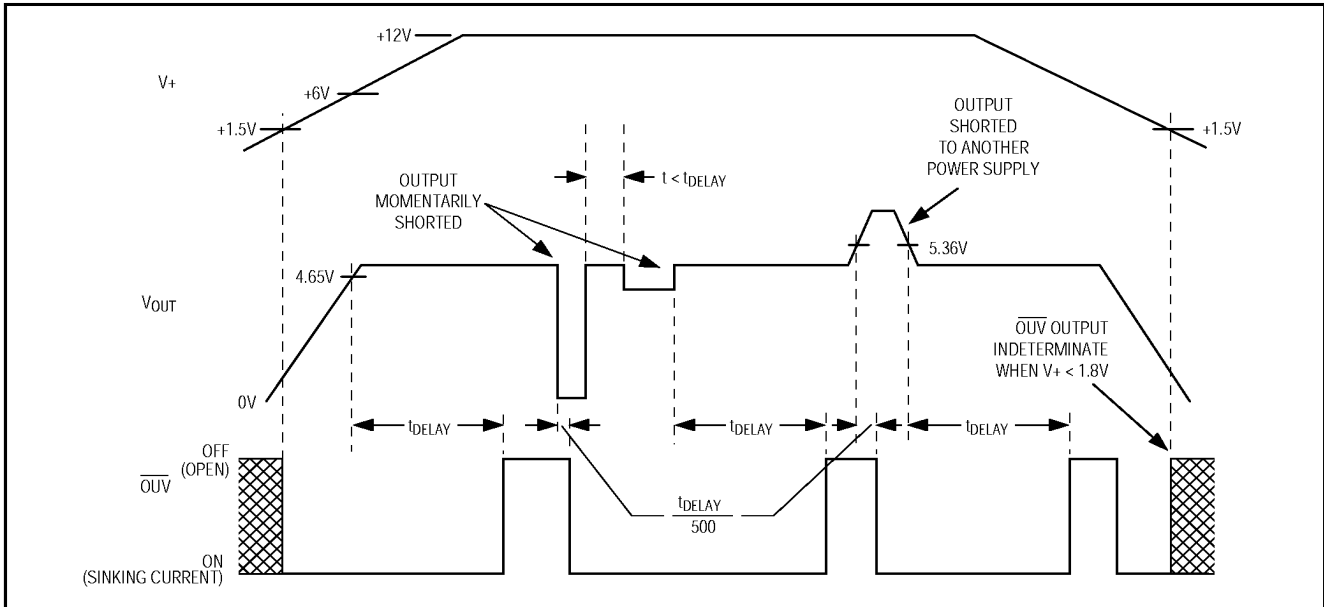 +12V
V+
+6V
+1.5V
OUTPUT
SHORTED
TO ANOTHER
POWER SUPPLY
+1.5V
t < tDELAY
OUTPUT
MOMENTARILY
SHORTED
4.65V
5.36V
VOUT
OUV OUTPUT
INDETERMINATE
WHEN V+ < 1.8V
0V
tDELAY
tDELAY
tDELAY
OFF
(OPEN)
OUV
tDELAY
500
ON
(SINKING CURRENT)